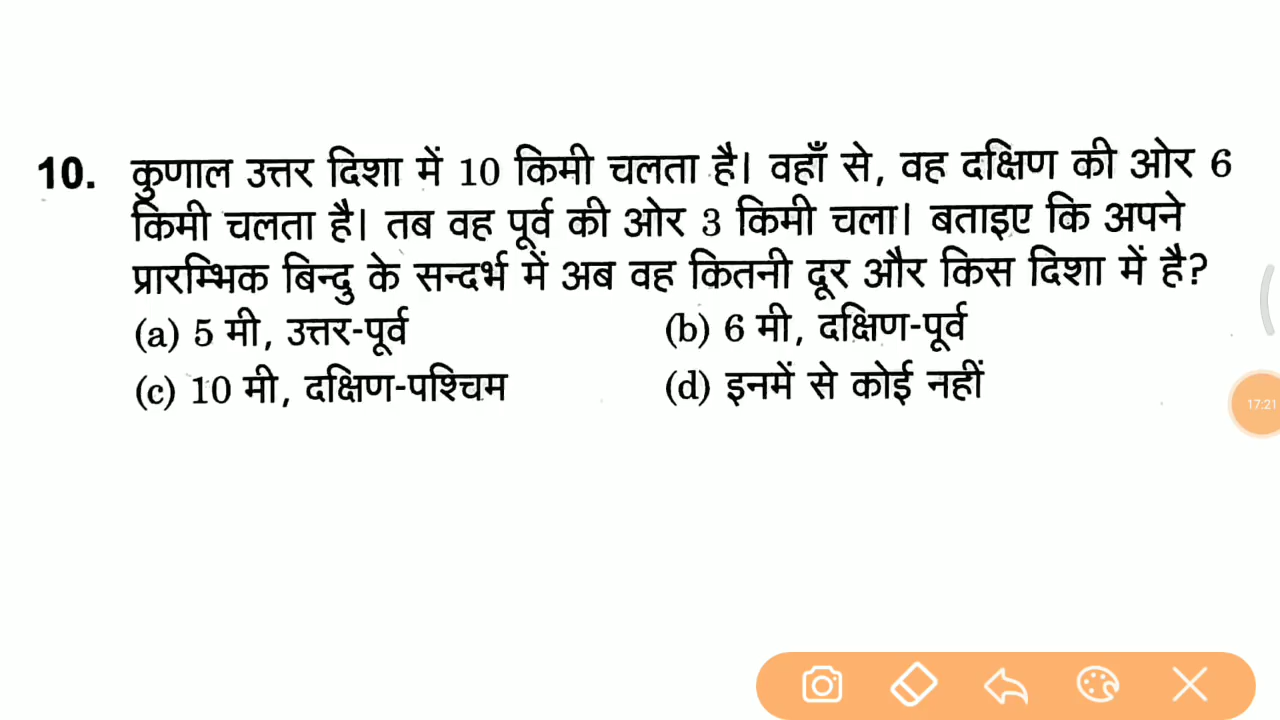 10. कुणाल उत्तर दिशा में 10 किमी चलता है। वहाँ से, वह दक्षिण की ओर 6
किमी चलता है। तब वह पूर्व की ओर 3 किमी चला। बताइए कि अपने
प्रारम्भिक बिन्दु के सन्दर्भ में अब वह कितनी दूर और किस दिशा में है?
(a) 5 मी, उत्तर-पूर्व (b) 6 मी, दक्षिण-पूर्व
(c) 10 मी, दक्षिण-पश्चिम (d) इनमें से कोई नहीं
17:21